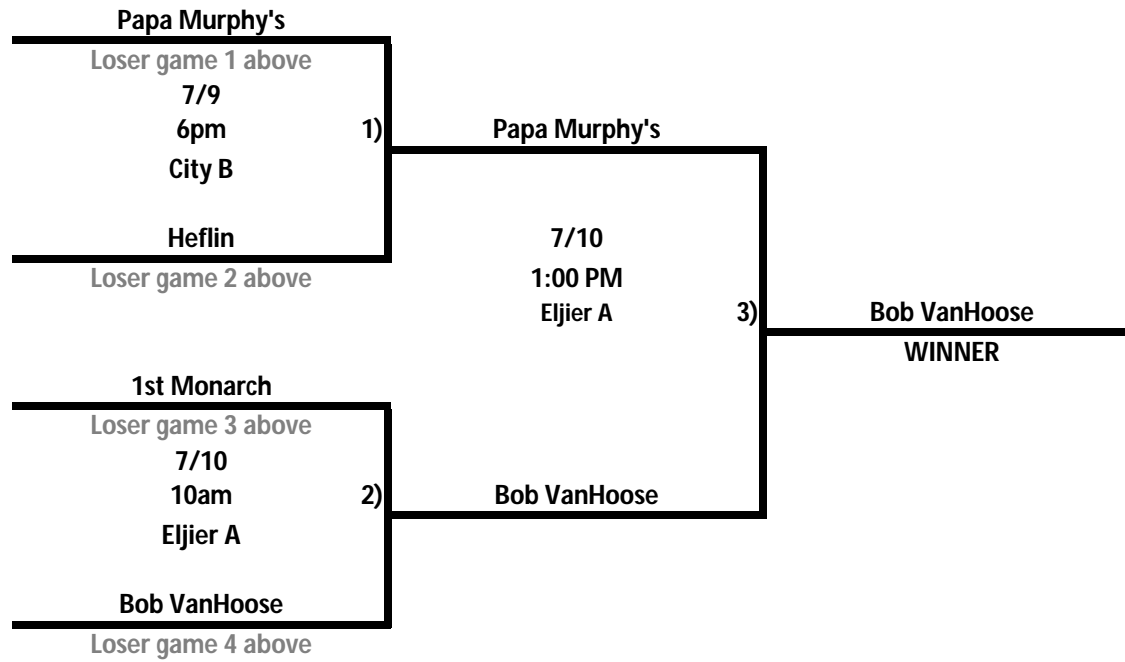 Papa Murphy's
Loser game 1 above
7/9
6pm
1)
City B
Heflin
Loser game 2 above
Papa Murphy's
7/10
1:00 PM
Eljier A
3)
Bob VanHoose
WINNER
1st Monarch
Loser game 3 above
7/10
10am
2)
Eljier A
Bob VanHoose
Loser game 4 above
Bob VanHoose